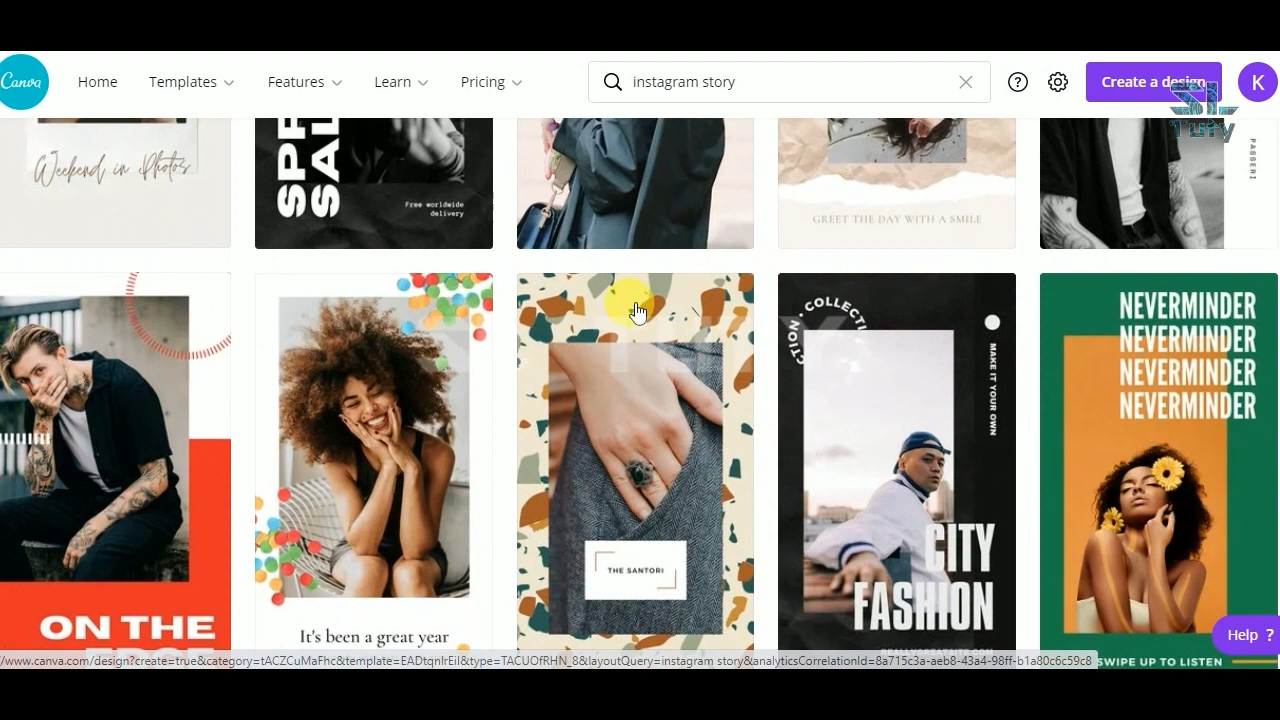 Canva
Home
Templates
Features
Learn
Pricing
instagram story
Create a design
K
Tufy
Weekend in Photos
Free worldwide
delivery
GREET THE DAY WITH A SMILE
PASSERI
ON THE
It's been a great year
THE SANTORI
COLLECTI
CTION
MAKE IT YOUR OWN
CITY
FASHION
NEVERMINDER
NEVERMINDER
NEVERMINDER
NEVERMINDER
SWIPE UP TO LISTEN
Help ?
/www.canva.com/design?create=true&category=tACZCuMaFhc&template=EADtqnIrEiI&type=TACUOfRHN_8&layoutQuery=instagram story&analyticsCorrelationId=8a715c3a-aeb8-43a4-98ff-b1a80c6c59c8